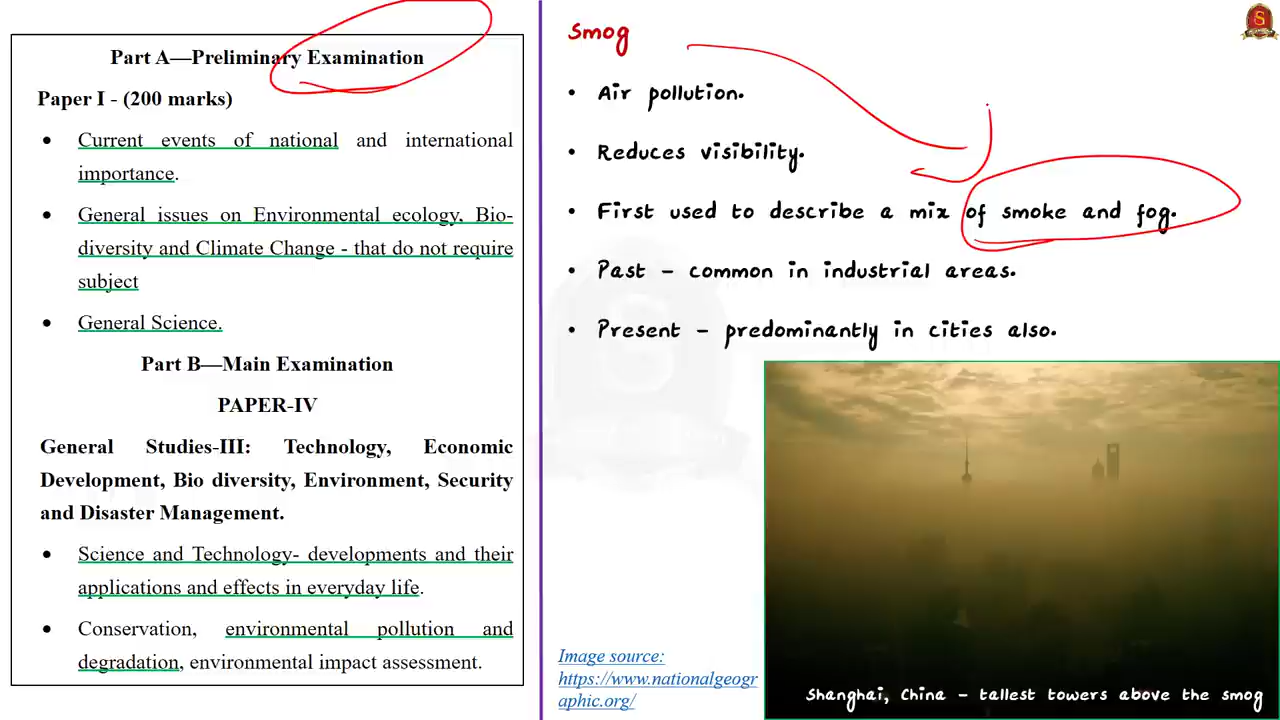 Part A—Preliminary Examination
Paper I - (200 marks)
• Current events of national and international
importance.
• General issues on Environmental ecology, Bio-
diversity and Climate Change - that do not require
subject
• General Science.
Part B—Main Examination
PAPER-IV
General Studies-III: Technology, Economic
Development, Bio diversity, Environment, Security
and Disaster Management.
• Science and Technology- developments and their
applications and effects in everyday life.
• Conservation, environmental pollution and
degradation, environmental impact assessment.
Smog
• Air pollution.
• Reduces visibility.
• First used to describe a mix of smoke and fog.
• Past – common in industrial areas.
• Present – predominantly in cities also.
Image source:
https://www.nationalgeogr
aphic.org/
Shanghai, China – tallest towers above the smog